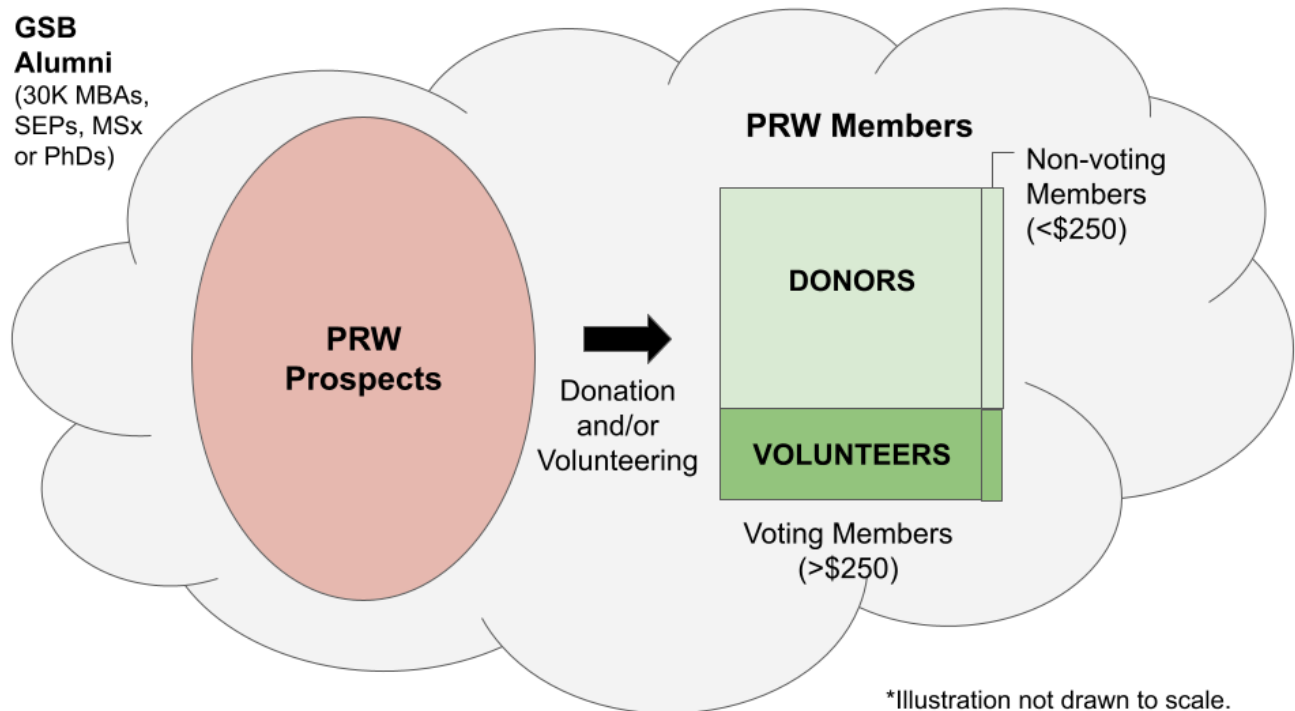 GSB
Alumni
(30K MBAs,
SEPs, MSx
or PhDs)
PRW
Prospects
Donation
and/or
Volunteering
PRW Members
Non-voting
Members
(<$250)
DONORS
VOLUNTEERS
Voting Members
(>$250)
*Illustration not drawn to scale.